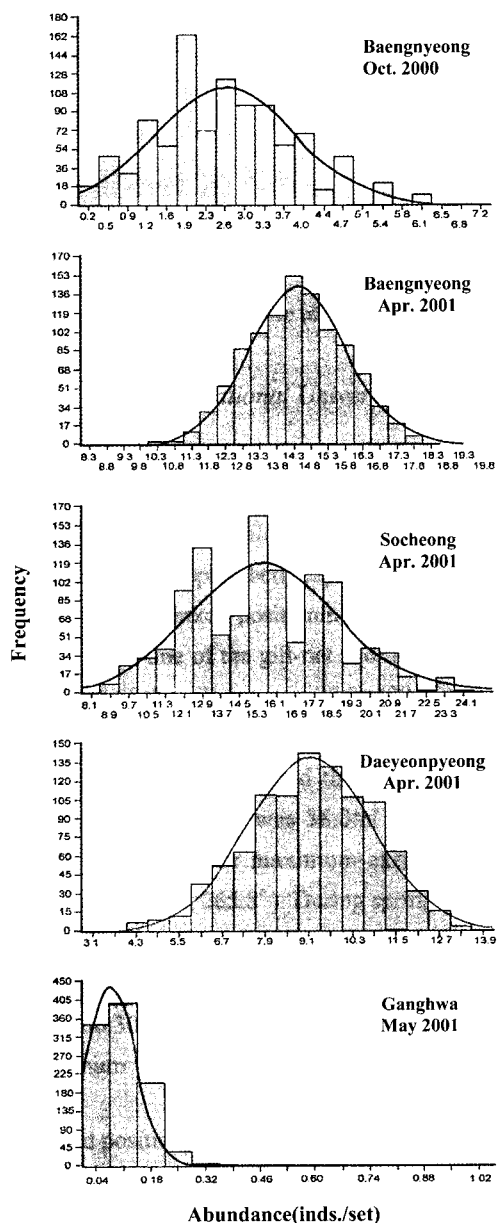 180
162
144
126
108
90
72
54
36
18
0
Baengnyeong
Oct. 2000
0.2 0.9 1.6 2.3 3.0 3.7 4.4 5.1 5.8 6.5 7.2
0.5 1.2 1.9 2.6 3.3 4.0 4.7 5.4 6.1 6.8
170
153
136
119
102
85
68
51
34
17
0
Baengnyeong
Apr. 2001
8.3 9.3 10.3 11.3 12.3 13.3 14.3 15.3 16.3 17.3 18.3 19.3
8.8 9.8 10.8 11.8 12.8 13.8 14.8 15.8 16.8 17.8 18.8 19.8
Frequency
170
153
136
119
102
85
68
51
34
17
0
Socheong
Apr. 2001
8.1 9.7 11.3 12.9 14.5 16.1 17.7 19.3 20.9 22.5 24.1
8.9 10.5 12.1 13.7 15.3 16.9 18.5 20.1 21.7 23.3
150
135
120
105
90
75
60
45
30
15
0
Daeyeonpyeong
Apr. 2001
3.1 4.3 5.5 6.7 7.9 9.1 10.3 11.5 12.7 13.9
450
405
360
315
270
225
180
135
90
45
0
Ganghwa
May 2001
0.04 0.18 0.32 0.46 0.60 0.74 0.88 1.02
Abundance(inds./set)